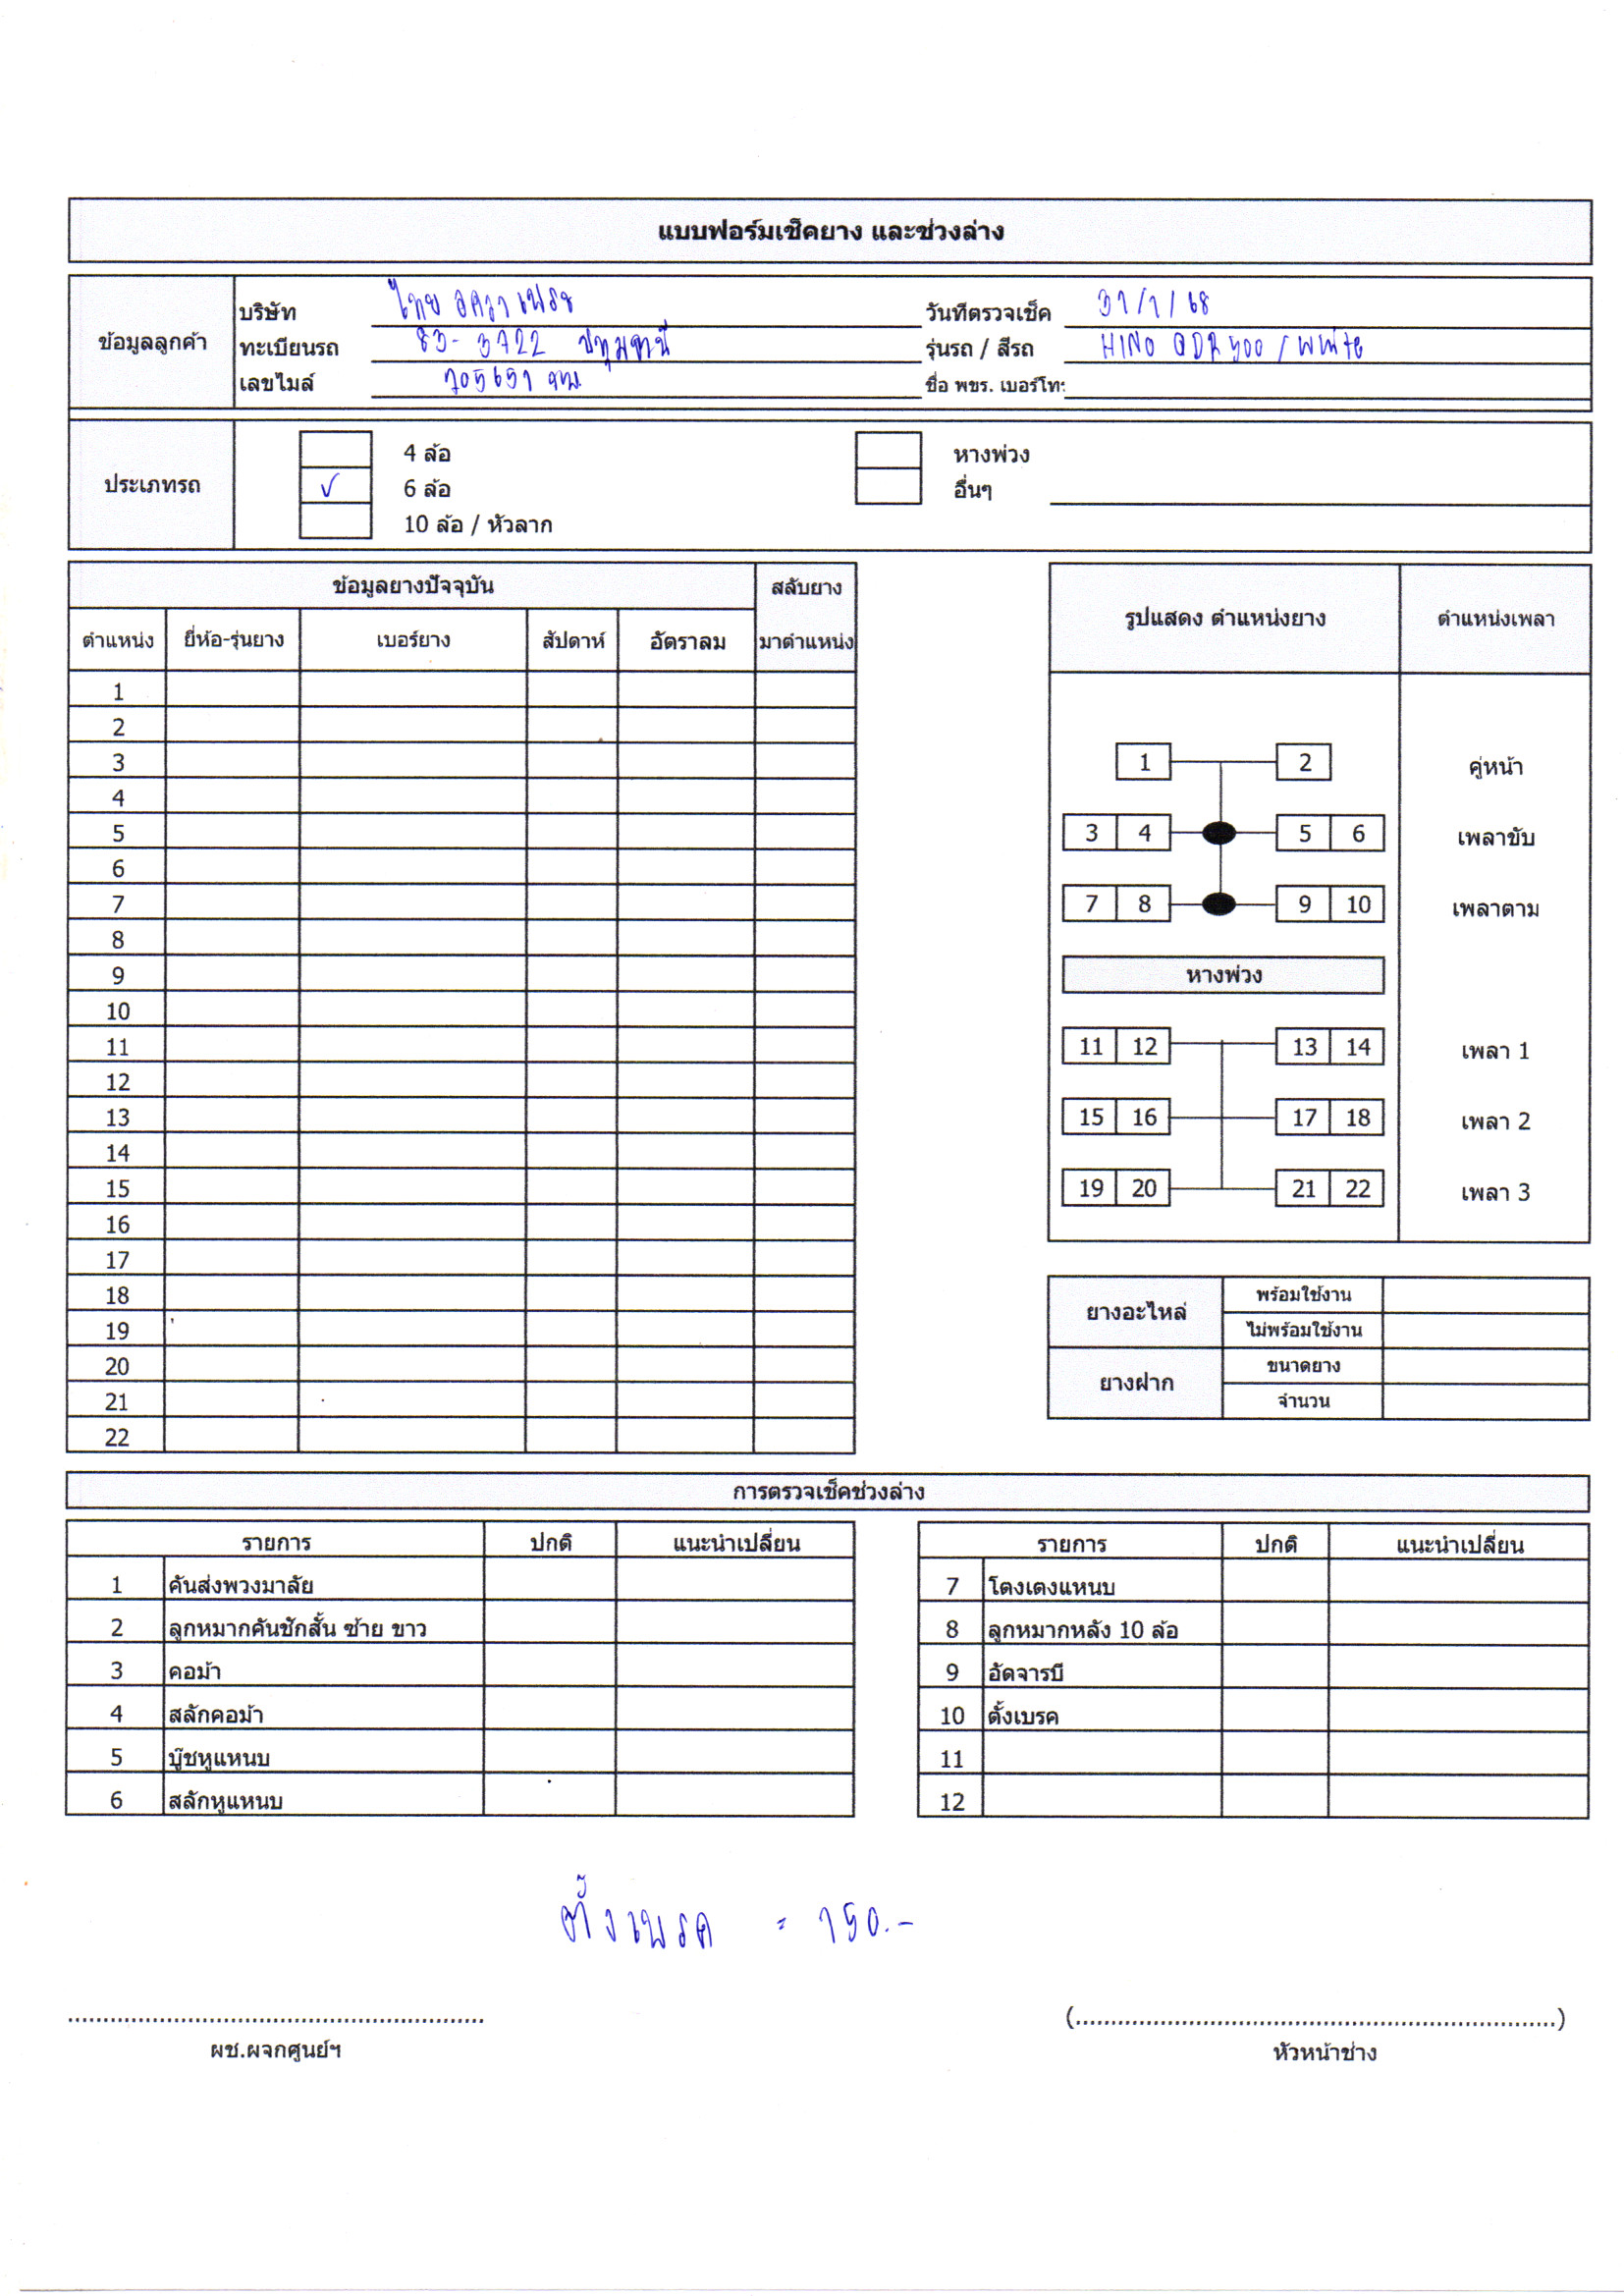 แบบฟอร์มเช็คยาง และช่วงล่าง
ข้อมูลลูกค้า
บริษัท ไทย อควา เฟรช วันที่ตรวจเช็ค 31/1/68
ทะเบียนรถ 83-3722 ปทุมธานี รุ่นรถ / สีรถ HINO 500 / White
เลขไมล์ 705651 กม. ชื่อ พขร. เบอร์โทร:
ประเภทรถ
4 ล้อ หางพ่วง
✓ 6 ล้อ อื่นๆ
10 ล้อ / หัวลาก
ข้อมูลยางปัจจุบัน สลับยาง
ตำแหน่ง ยี่ห้อ-รุ่นยาง เบอร์ยาง สัปดาห์ อัตราลม มาตำแหน่ง
1
2
3
4
5
6
7
8
9
10
11
12
13
14
15
16
17
18
19
20
21
22
รูปแสดง ตำแหน่งยาง ตำแหน่งเพลา
1 2 คู่หน้า
3 4 5 6 เพลาขับ
7 8 9 10 เพลาตาม
หางพ่วง
11 12 13 14 เพลา 1
15 16 17 18 เพลา 2
19 20 21 22 เพลา 3
ยางอะไหล่ พร้อมใช้งาน
ไม่พร้อมใช้งาน
ยางฝาก ขนาดยาง
จำนวน
การตรวจเช็คช่วงล่าง
รายการ ปกติ แนะนำเปลี่ยน
1 คันส่งพวงมาลัย
2 ลูกหมากคันชักสั้น ซ้าย ขาว
3 คอม้า
4 สลักคอม้า
5 บู๊ชหูแหนบ
6 สลักหูแหนบ
รายการ ปกติ แนะนำเปลี่ยน
7 โตงเตงแหนบ
8 ลูกหมากหลัง 10 ล้อ
9 อัดจารบี
10 ตั้งเบรค
11
12
ตั้งเบรค = 150.-
ผช.ผจกศูนย์ฯ
(..........)
หัวหน้าช่าง